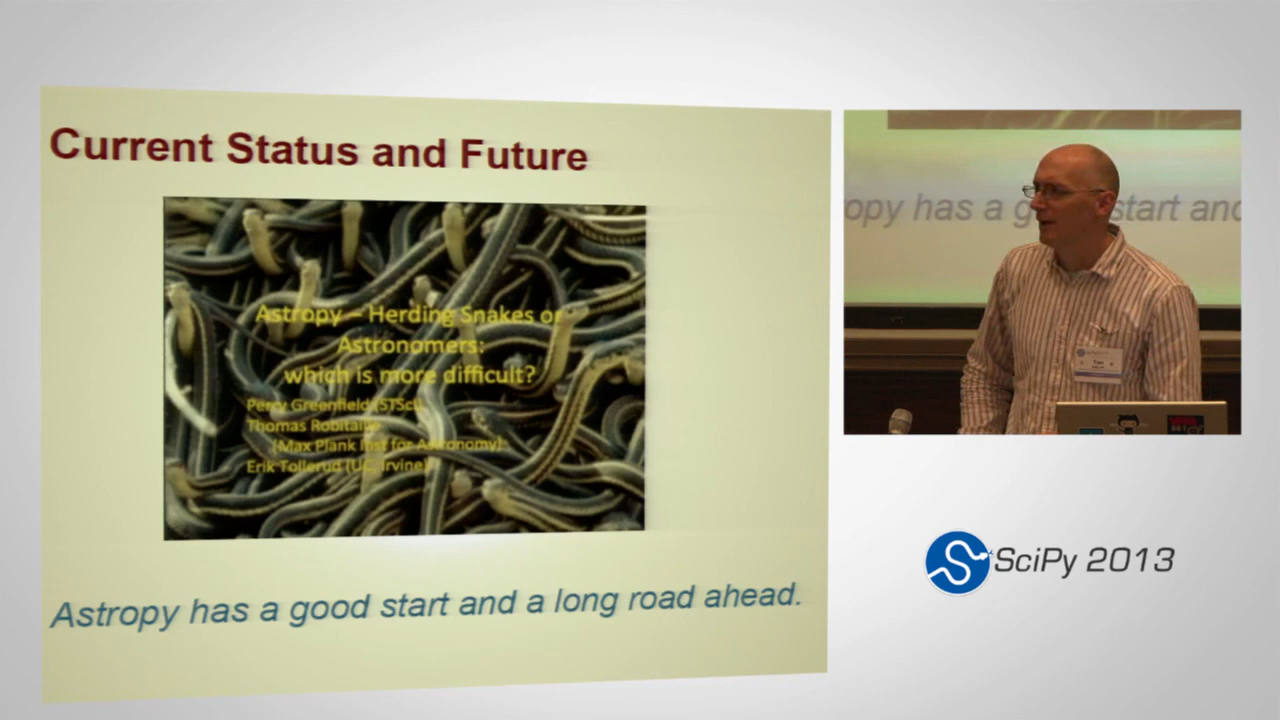 Current Status and Future
Astropy – Herding Snakes or
Astronomers:
which is more difficult?
Perry Greenfield (STScI)
Thomas Robitaille
(Max Plank Inst for Astronomy)
Erik Tollerud (UC Irvine)
Astropy has a good start and a long road ahead.
opy has a g start and
SciPy 2013